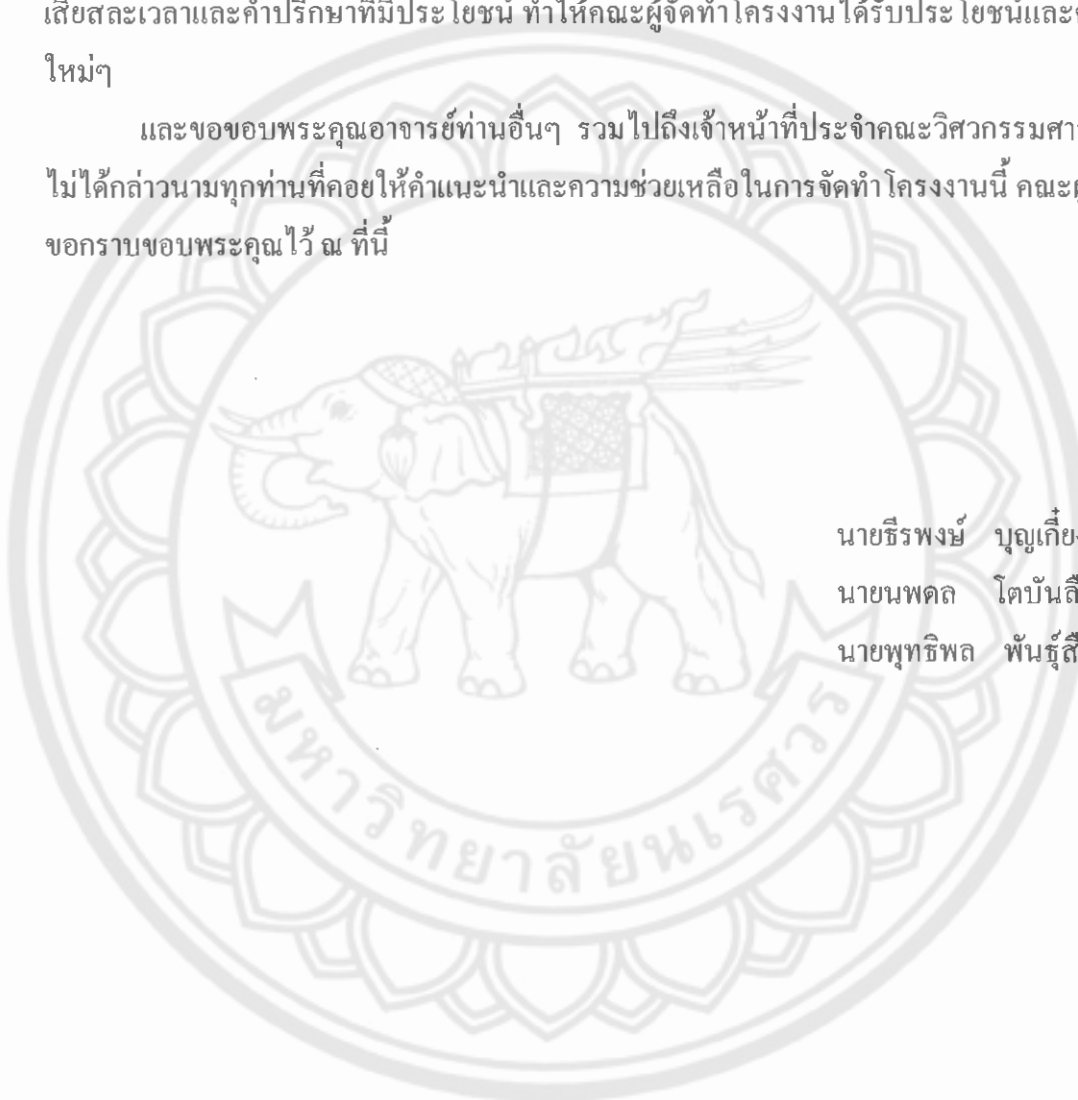 เสียสละเวลาและคำปรึกษาที่มีประโยชน์ ทำให้คณะผู้จัดทำโครงงานได้รับประโยชน์และ
ใหม่ๆ
และขอขอบพระคุณอาจารย์ท่านอื่นๆ รวมไปถึงเจ้าหน้าที่ประจำคณะวิศวกรรมศา
ไม่ได้กล่าวนามทุกท่านที่คอยให้คำแนะนำและความช่วยเหลือในการจัดทำโครงงานนี้ คณะ
ขอกราบขอบพระคุณไว้ ณ ที่นี้
นายธีรพงษ์ บุญเกี๋ยง
นายนพดล โตบันลื
นายพุทธิพล พันธุ์สื
มหาวิทยาลัยนเรศวร